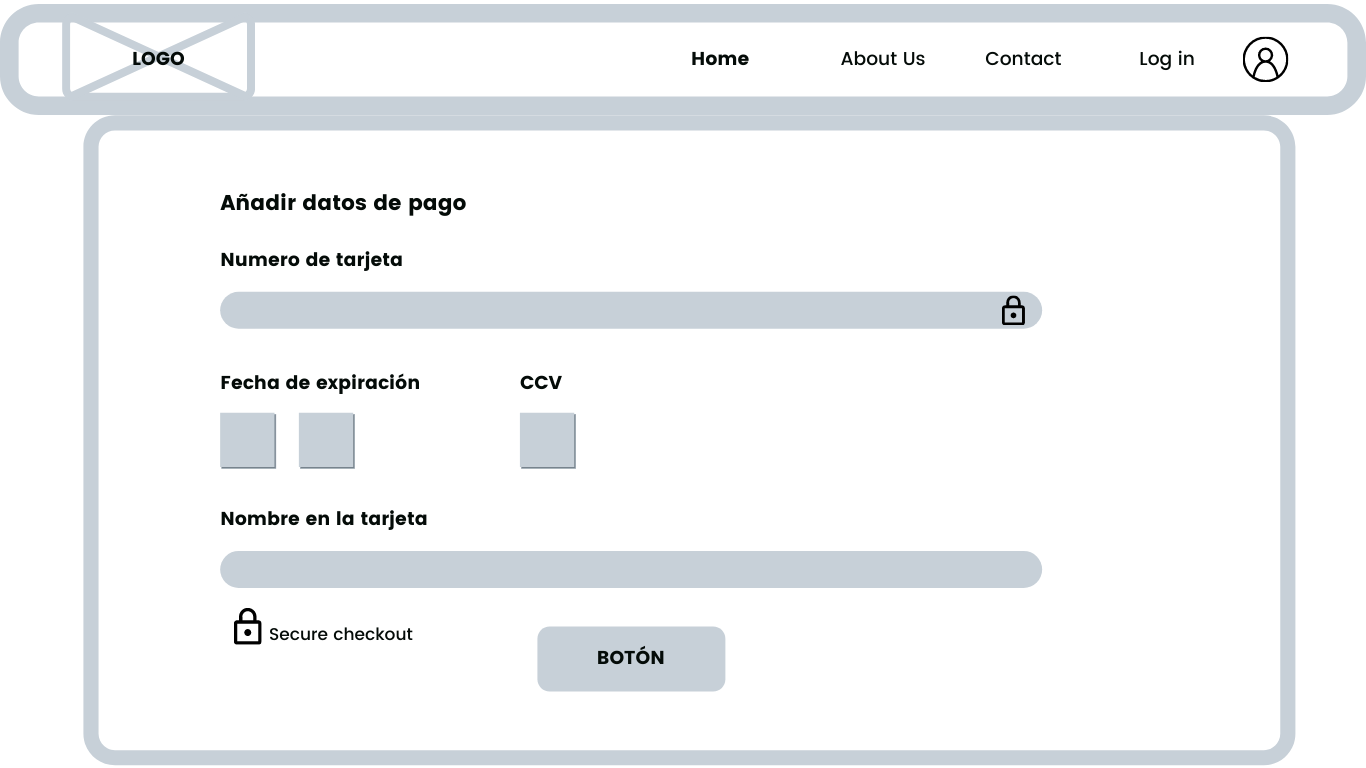 LOGO
Home About Us Contact Log in
Añadir datos de pago
Numero de tarjeta
Fecha de expiración CCV
Nombre en la tarjeta
Secure checkout
BOTÓN